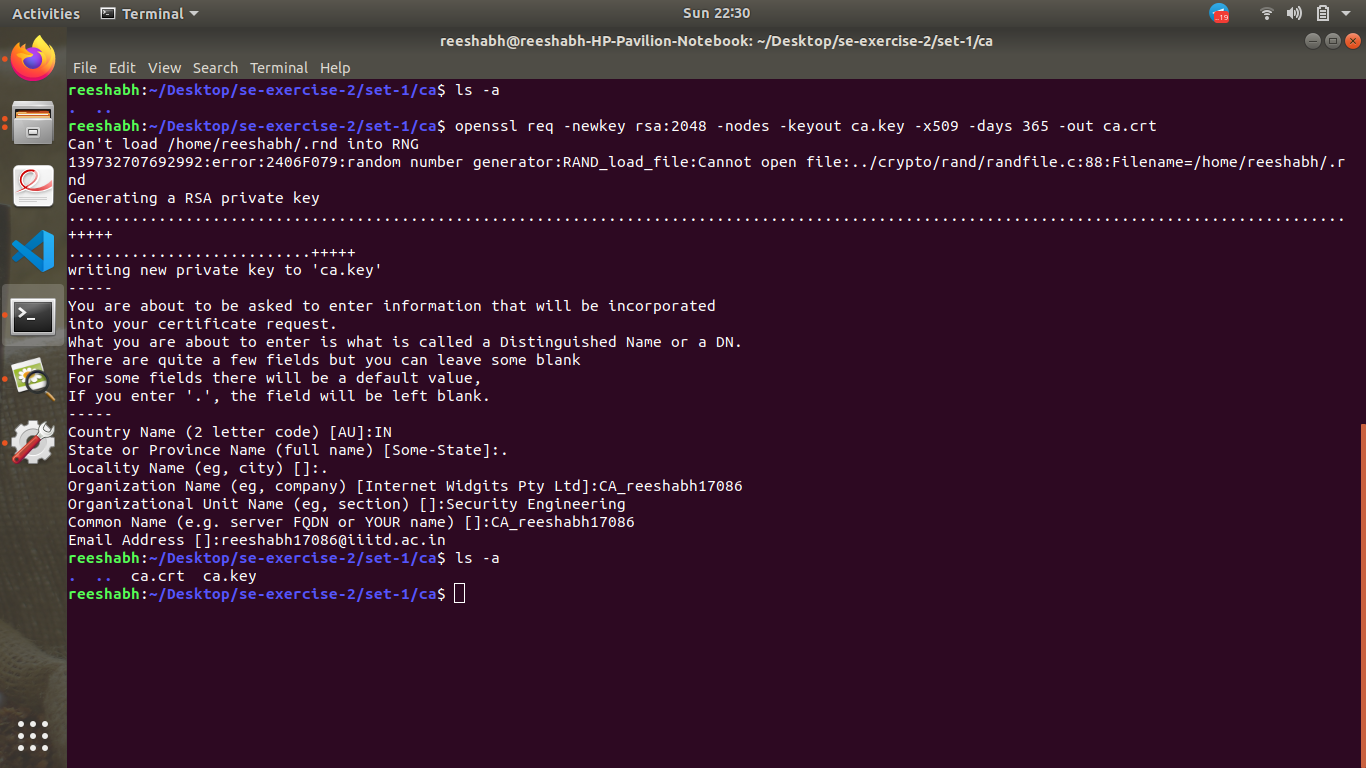 Activities Terminal Sun 22:30 19
reeshabh@reeshabh-HP-Pavilion-Notebook: ~/Desktop/se-exercise-2/set-1/ca
File Edit View Search Terminal Help
reeshabh:~/Desktop/se-exercise-2/set-1/ca$ ls -a
. ..
reeshabh:~/Desktop/se-exercise-2/set-1/ca$ openssl req -newkey rsa:2048 -nodes -keyout ca.key -x509 -days 365 -out ca.crt
Can't load /home/reeshabh/.rnd into RNG
139732707692992:error:2406F079:random number generator:RAND_load_file:Cannot open file:../crypto/rand/randfile.c:88:Filename=/home/reeshabh/.r
nd
Generating a RSA private key
..............................................................................................................................................
+++++
...........................+++++
writing new private key to 'ca.key'
-----
You are about to be asked to enter information that will be incorporated
into your certificate request.
What you are about to enter is what is called a Distinguished Name or a DN.
There are quite a few fields but you can leave some blank
For some fields there will be a default value,
If you enter '.', the field will be left blank.
-----
Country Name (2 letter code) [AU]:IN
State or Province Name (full name) [Some-State]:.
Locality Name (eg, city) []:.
Organization Name (eg, company) [Internet Widgits Pty Ltd]:CA_reeshabh17086
Organizational Unit Name (eg, section) []:Security Engineering
Common Name (e.g. server FQDN or YOUR name) []:CA_reeshabh17086
Email Address []:reeshabh17086@iiitd.ac.in
reeshabh:~/Desktop/se-exercise-2/set-1/ca$ ls -a
. .. ca.crt ca.key
reeshabh:~/Desktop/se-exercise-2/set-1/ca$